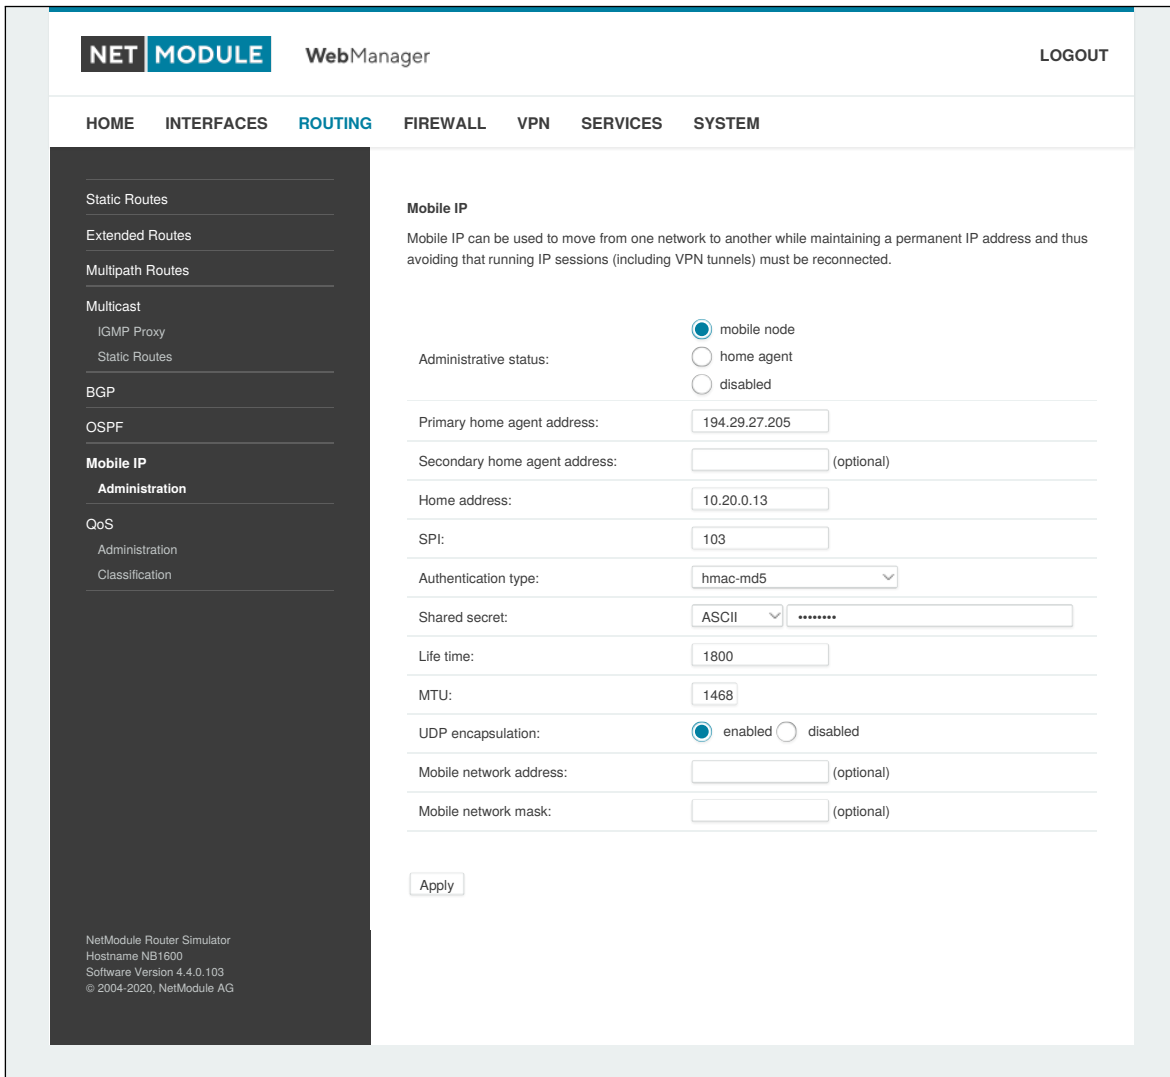 NET MODULE WebManager LOGOUT
HOME INTERFACES ROUTING FIREWALL VPN SERVICES SYSTEM
Static Routes
Extended Routes
Multipath Routes
Multicast
IGMP Proxy
Static Routes
BGP
OSPF
Mobile IP
Administration
QoS
Administration
Classification
NetModule Router Simulator
Hostname NB1600
Software Version 4.4.0.103
© 2004-2020, NetModule AG
Mobile IP
Mobile IP can be used to move from one network to another while maintaining a permanent IP address and thus
avoiding that running IP sessions (including VPN tunnels) must be reconnected.
Administrative status:
mobile node
home agent
disabled
Primary home agent address: 194.29.27.205
Secondary home agent address: (optional)
Home address: 10.20.0.13
SPI: 103
Authentication type: hmac-md5
Shared secret: ASCII ••••••••
Life time: 1800
MTU: 1468
UDP encapsulation: enabled disabled
Mobile network address: (optional)
Mobile network mask: (optional)
Apply